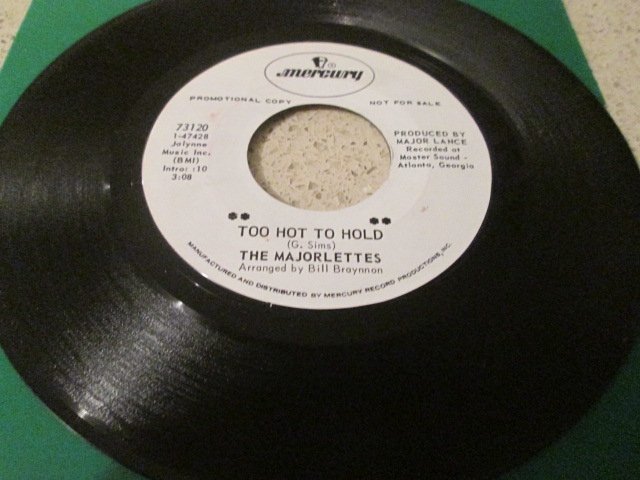 mercury
PROMOTIONAL COPY
NOT FOR SALE
73120
1-47428
Jalynne
Music Inc.
(BMI)
Intro: :10
3:08
PRODUCED BY
MAJOR LANCE
Recorded at
Master Sound -
Atlanta, Georgia
** **
TOO HOT TO HOLD
(G. Sims)
THE MAJORLETTES
Arranged by Bill Braynnon
MANUFACTURED AND DISTRIBUTED BY MERCURY RECORD PRODUCTIONS, INC.